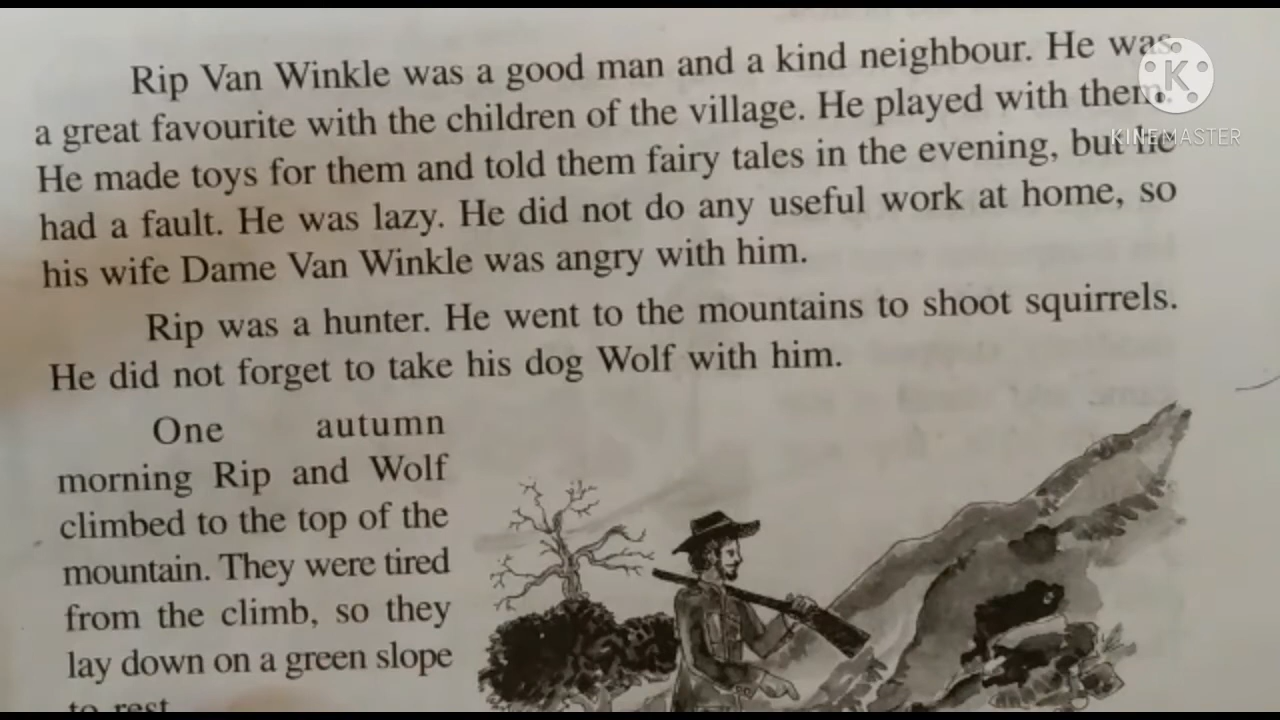 Rip Van Winkle was a good man and a kind neighbour. He was
a great favourite with the children of the village. He played with them.
He made toys for them and told them fairy tales in the evening, but he
had a fault. He was lazy. He did not do any useful work at home, so
his wife Dame Van Winkle was angry with him.
Rip was a hunter. He went to the mountains to shoot squirrels.
He did not forget to take his dog Wolf with him.
One autumn
morning Rip and Wolf
climbed to the top of the
mountain. They were tired
from the climb, so they
lay down on a green slope
to rest
K
KINEMASTER